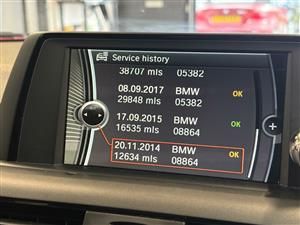 Service history
38707 mls 05382
08.09.2017 BMW OK
29848 mls 05382
17.09.2015 BMW OK
16535 mls 08864
20.11.2014 BMW OK
12634 mls 08864